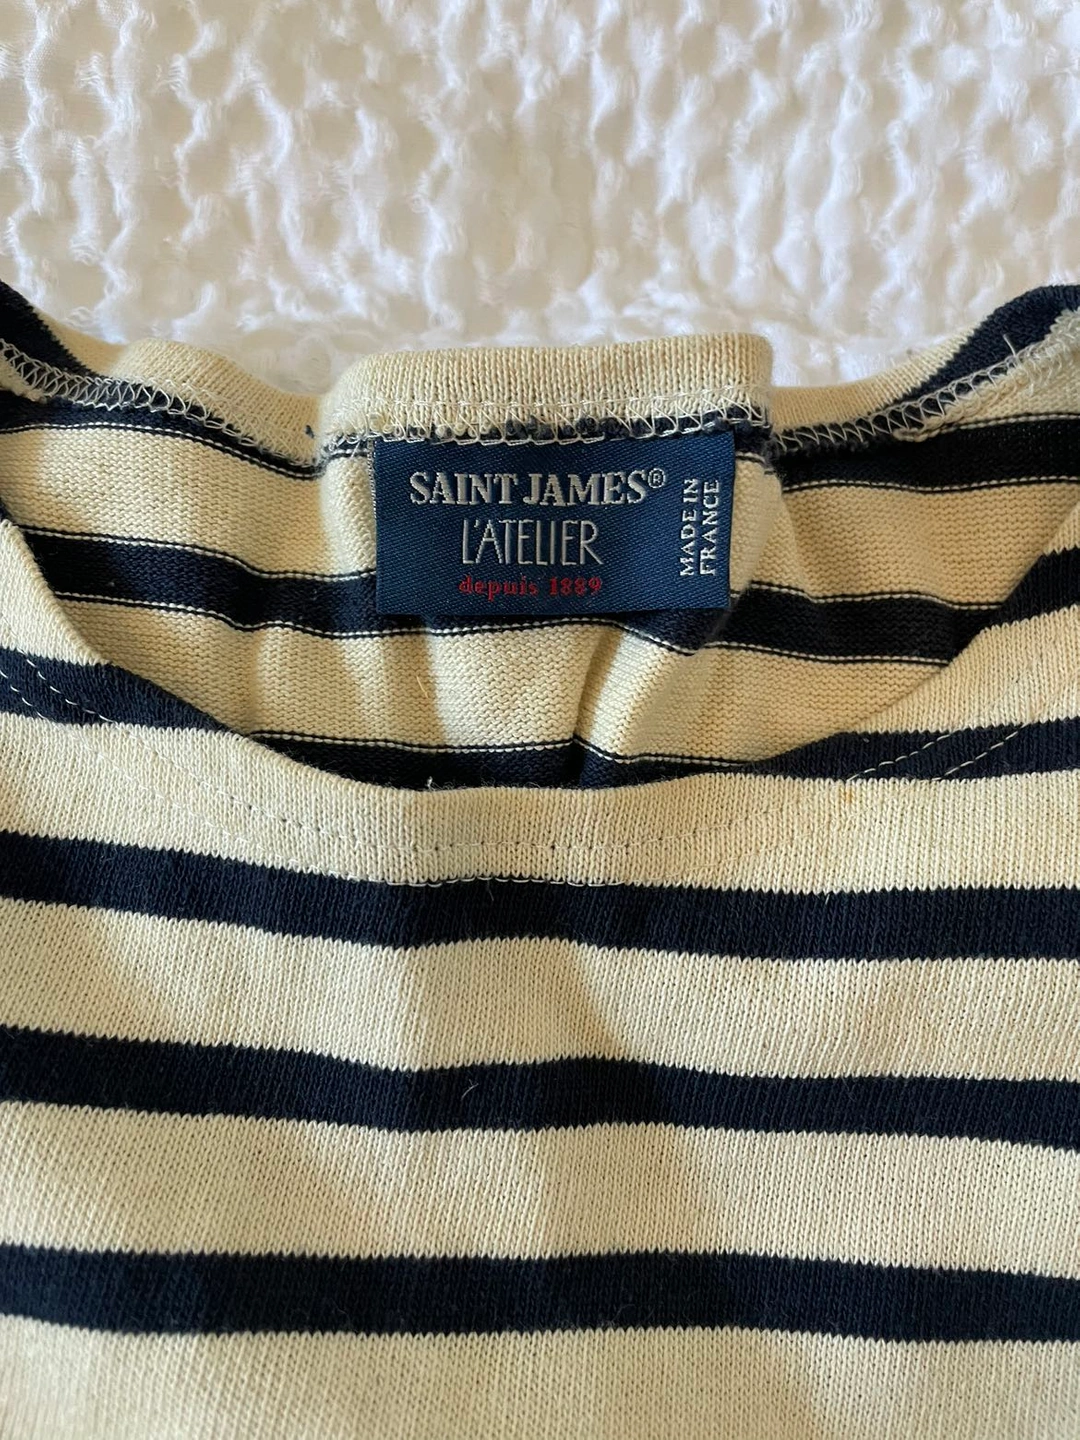 SAINT JAMES®
L'ATELIER
depuis 1889
MADE IN
FRANCE